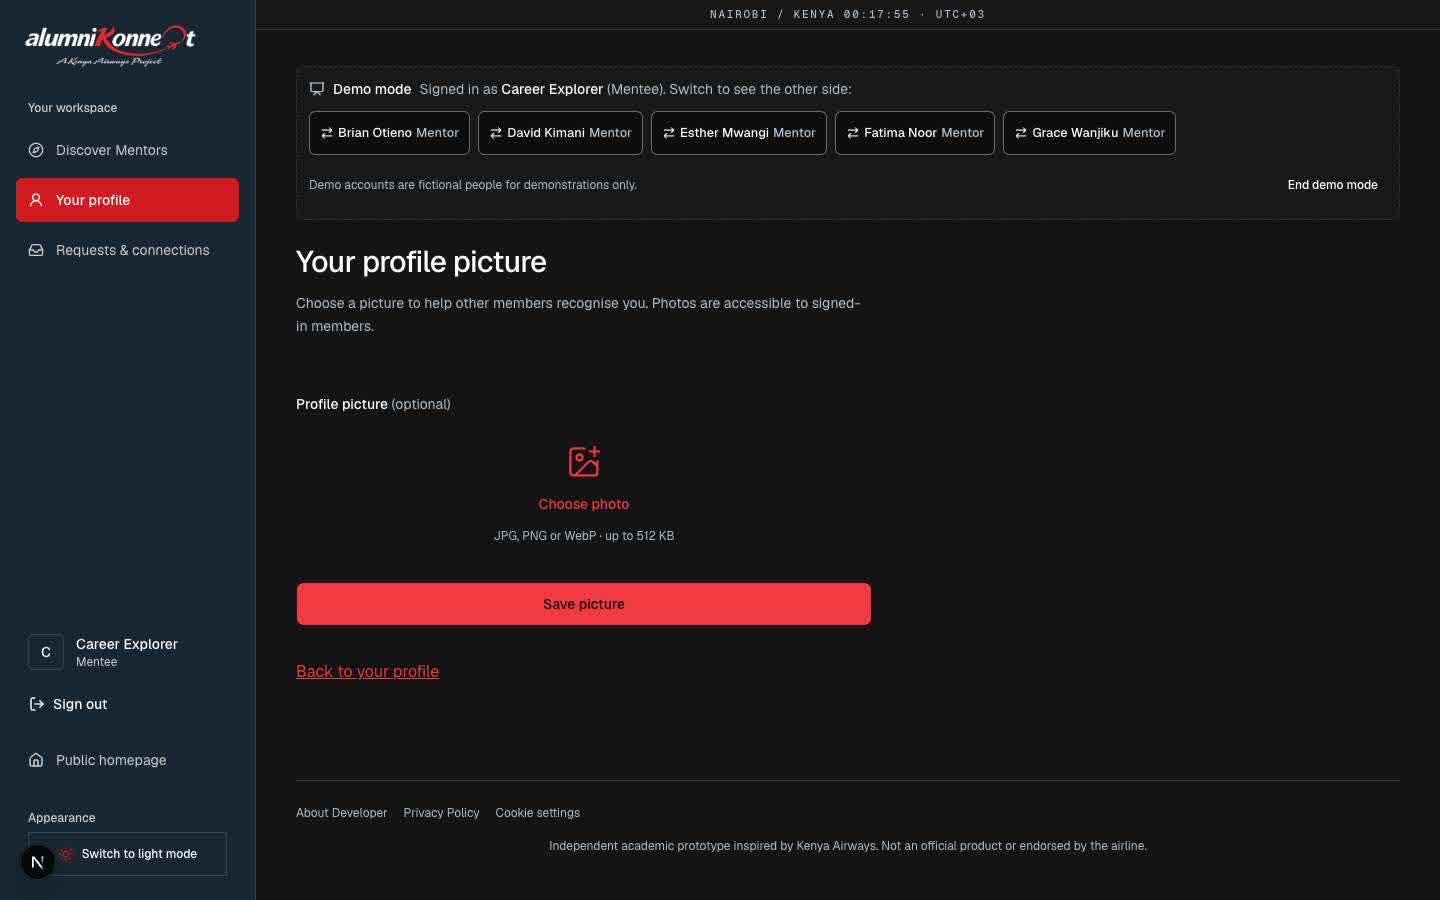 alumniKonnect
A Kenya Airways Project
Your workspace
Discover Mentors
Your profile
Requests & connections
Career Explorer
C
Mentee
Sign out
Public homepage
Appearance
Switch to light mode
N
NAIROBI / KENYA 00:17:55 · UTC+03
Demo mode Signed in as Career Explorer (Mentee). Switch to see the other side:
Brian Otieno Mentor
David Kimani Mentor
Esther Mwangi Mentor
Fatima Noor Mentor
Grace Wanjiku Mentor
Demo accounts are fictional people for demonstrations only.
End demo mode
Your profile picture
Choose a picture to help other members recognise you. Photos are accessible to signed-
in members.
Profile picture (optional)
Choose photo
JPG, PNG or WebP · up to 512 KB
Save picture
Back to your profile
About Developer
Privacy Policy
Cookie settings
Independent academic prototype inspired by Kenya Airways. Not an official product or endorsed by the airline.